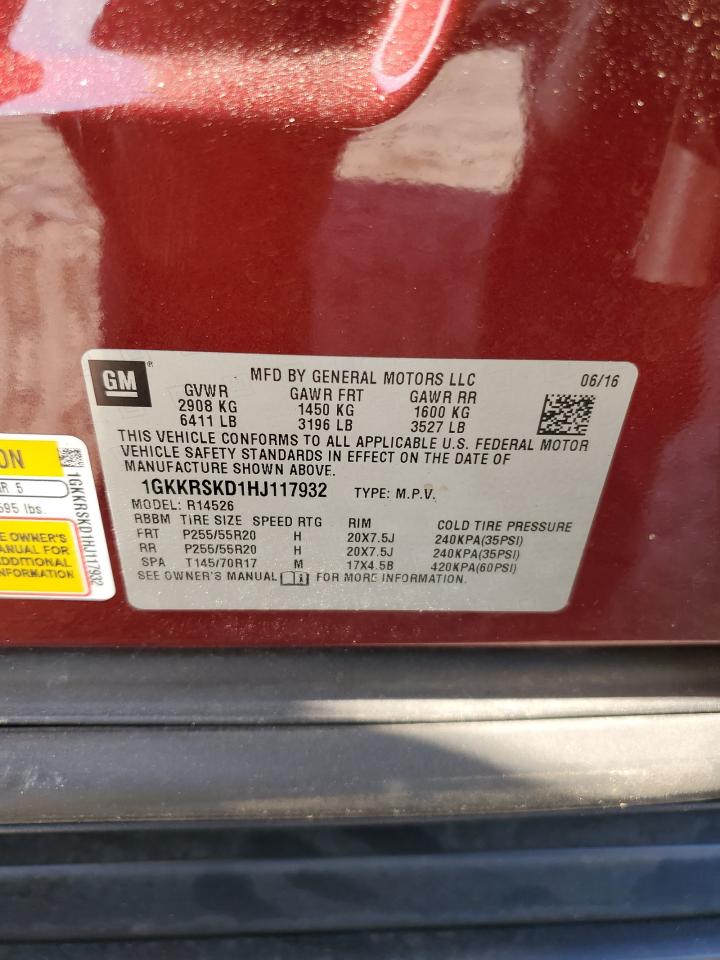 GM
MFD BY GENERAL MOTORS LLC 06/16
GVWR GAWR FRT GAWR RR
2908 KG 1450 KG 1600 KG
6411 LB 3196 LB 3527 LB
THIS VEHICLE CONFORMS TO ALL APPLICABLE U.S. FEDERAL MOTOR
VEHICLE SAFETY STANDARDS IN EFFECT ON THE DATE OF
MANUFACTURE SHOWN ABOVE.
1GKKRSKD1HJ117932 TYPE: M.P.V.
MODEL: R14526
RBBM TIRE SIZE SPEED RTG RIM COLD TIRE PRESSURE
FRT P255/55R20 H 20X7.5J 240KPA(35PSI)
RR P255/55R20 H 20X7.5J 240KPA(35PSI)
SPA T145/70R17 M 17X4.5B 420KPA(60PSI)
SEE OWNER'S MANUAL FOR MORE INFORMATION.
ON
R 5
595 lbs.
E OWNER'S
ANUAL FOR
ADDITIONAL
NFORMATION
1GKKRSKD1HJ117932